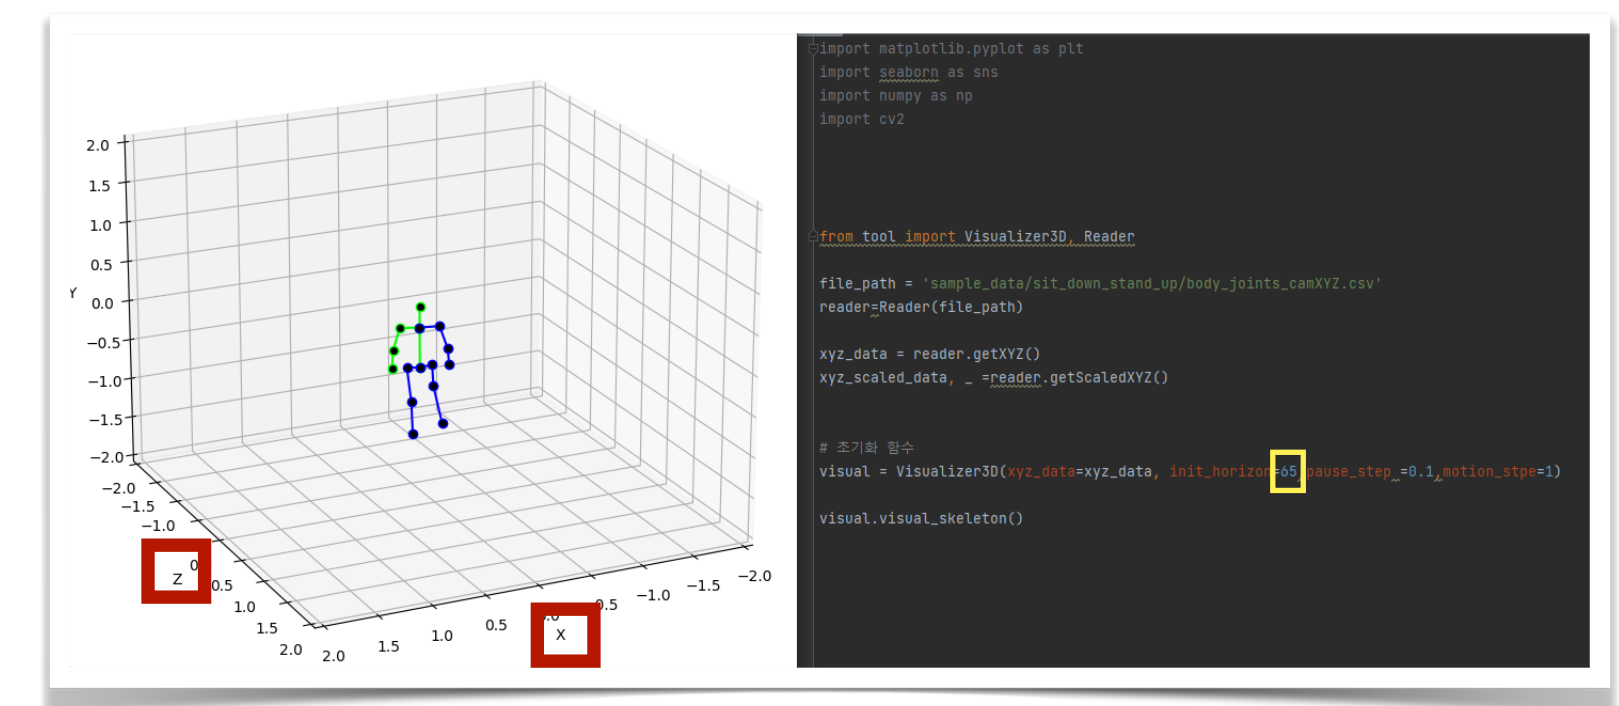 2.0
1.5
1.0
0.5
Y 0.0
−0.5
−1.0
−1.5
−2.0
−2.0
−1.5
−1.0
Z
0.5
1.0
1.5
2.0
2.0
1.5
1.0
0.5
X
−1.0
−1.5
−2.0
import matplotlib.pyplot as plt
import seaborn as sns
import numpy as np
import cv2
from tool import Visualizer3D, Reader
file_path = 'sample_data/sit_down_stand_up/body_joints_camXYZ.csv'
reader=Reader(file_path)
xyz_data = reader.getXYZ()
xyz_scaled_data, _ =reader.getScaledXYZ()
# 초기화 함수
visual = Visualizer3D(xyz_data=xyz_data, init_horizon=65,pause_step_=0.1,motion_stpe=1)
visual.visual_skeleton()